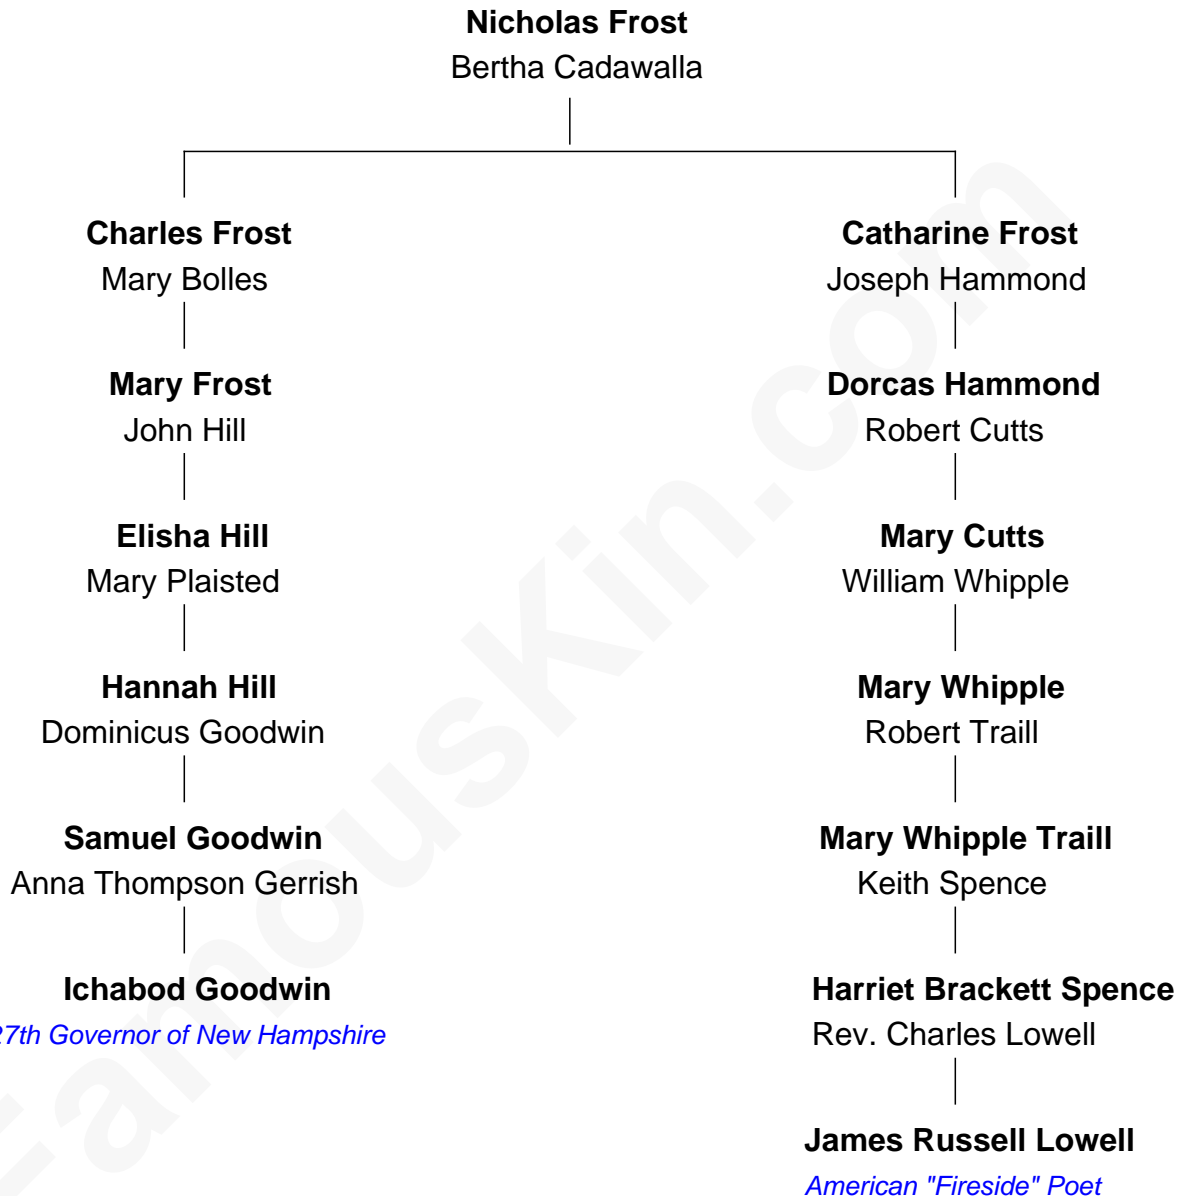 Nicholas Frost
Bertha Cadawalla
Charles Frost
Mary Bolles
Catharine Frost
Joseph Hammond
Mary Frost
John Hill
Dorcas Hammond
Robert Cutts
Elisha Hill
Mary Plaisted
Mary Cutts
William Whipple
Hannah Hill
Dominicus Goodwin
Mary Whipple
Robert Traill
Samuel Goodwin
Anna Thompson Gerrish
Mary Whipple Traill
Keith Spence
Ichabod Goodwin
27th Governor of New Hampshire
Harriet Brackett Spence
Rev. Charles Lowell
James Russell Lowell
American "Fireside" Poet
FamousKin.com